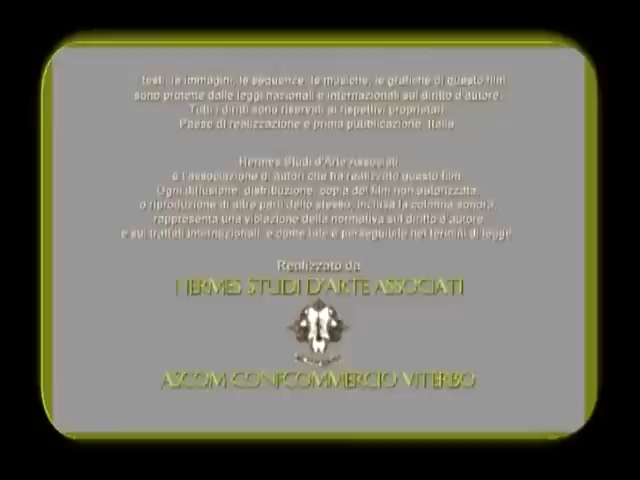 testi, le immagini, le sequenze, le musiche, le grafiche di questo film
sono protette dalle leggi nazionali e internazionali sul diritto d'autore.
Tutti i diritti sono riservati ai rispettivi proprietari.
Paese di realizzazione e prima pubblicazione: Italia
Hermes Studi d'Arte Associati
è l'associazione di autori che ha realizzato questo film.
Ogni diffusione, distribuzione, copia del film non autorizzata,
o riproduzione di altre parti dello stesso, inclusa la colonna sonora,
rappresenta una violazione della normativa sul diritto d'autore
e sui trattati internazionali, e come tale è perseguibile nei termini di legge.
Realizzato da
HERMES STUDI D'ARTE ASSOCIATI
ASCOM CONFCOMMERCIO VITERBO